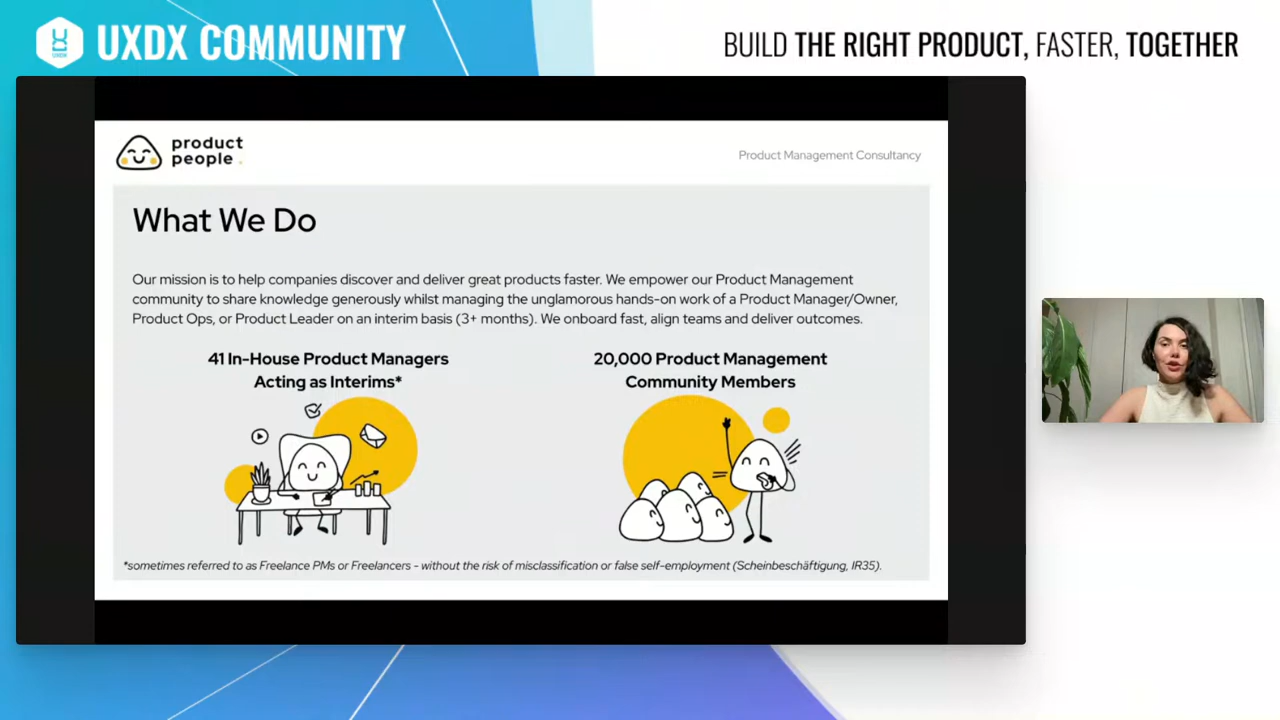 UXDX COMMUNITY
BUILD THE RIGHT PRODUCT, FASTER, TOGETHER
product
people .
Product Management Consultancy
What We Do
Our mission is to help companies discover and deliver great products faster. We empower our Product Management
community to share knowledge generously whilst managing the unglamorous hands-on work of a Product Manager/Owner,
Product Ops, or Product Leader on an interim basis (3+ months). We onboard fast, align teams and deliver outcomes.
41 In-House Product Managers
Acting as Interims*
20,000 Product Management
Community Members
*sometimes referred to as Freelance PMs or Freelancers - without the risk of misclassification or false self-employment (Scheinbeschäftigung, IR35).